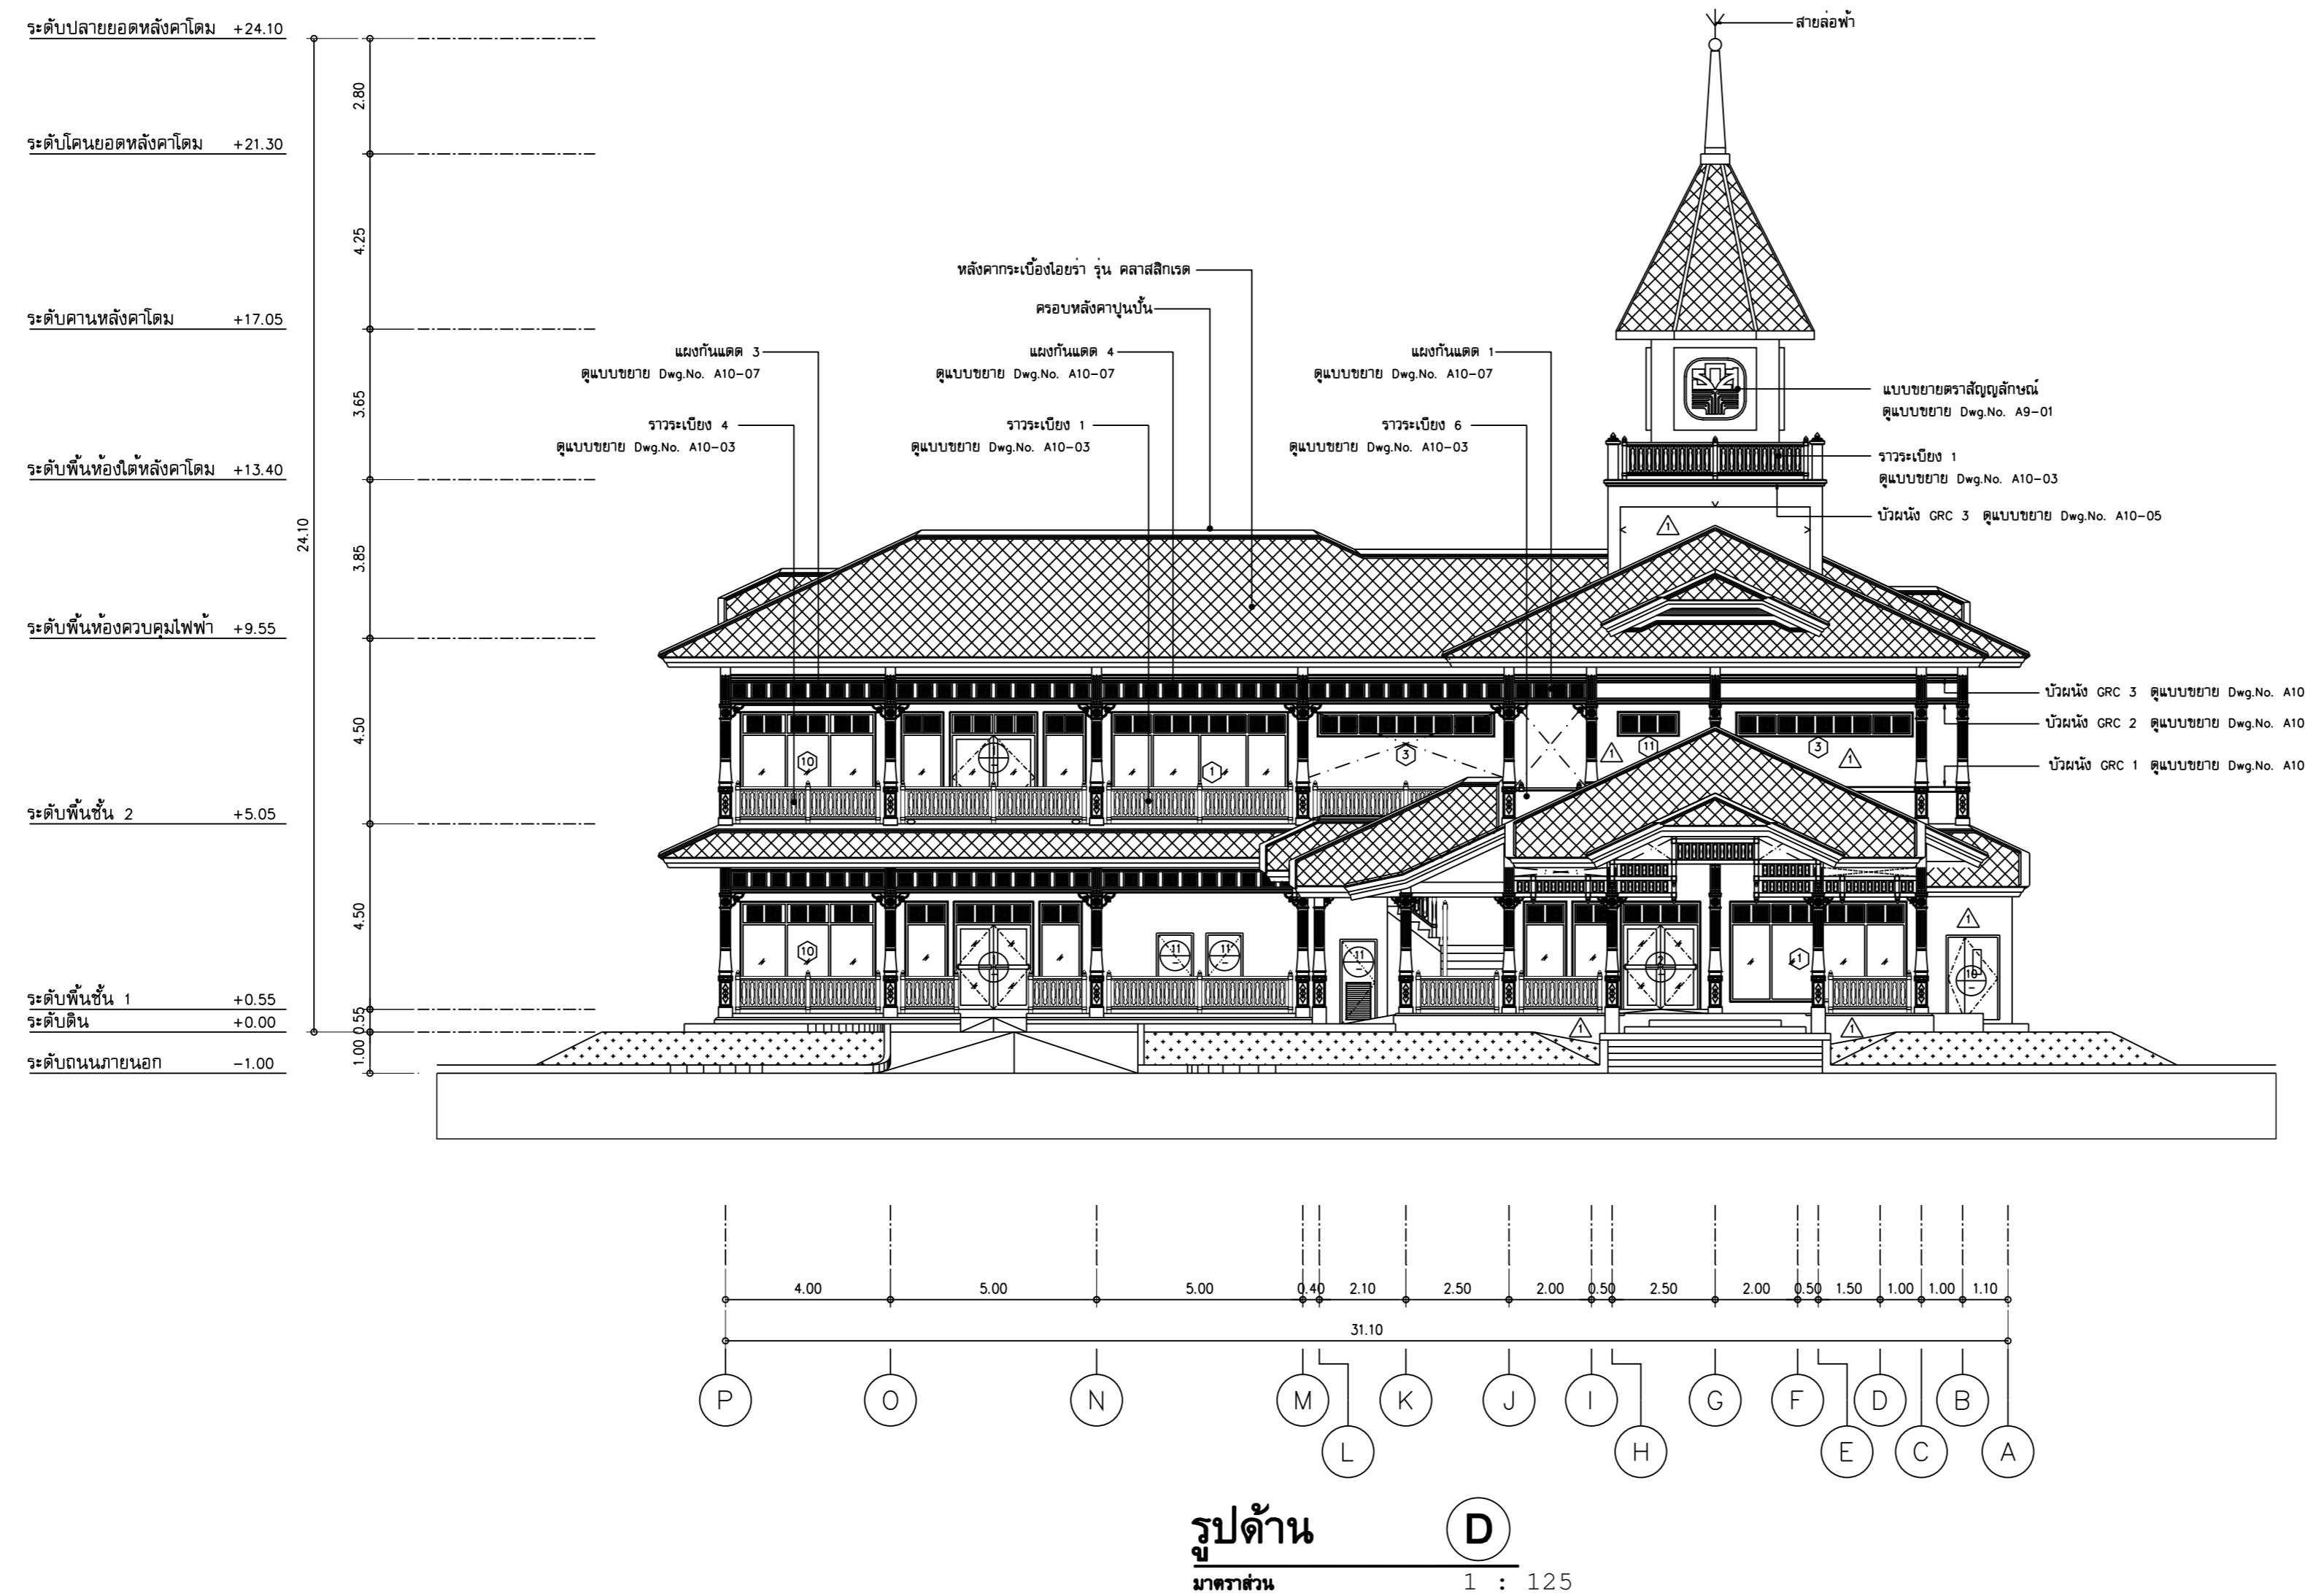 ระดับปลายยอดหลังคาโดม +24.10
สายล่อฟ้า
2.80
ระดับโคนยอดหลังคาโดม +21.30
4.25
หลังคากระเบื้องไอยร่า รุ่น คลาสสิกเรด
ครอบหลังคาปูนปั้น
ระดับคานหลังคาโดม +17.05
แผงกันแดด 3
ดูแบบขยาย Dwg.No. A10-07
แผงกันแดด 4
ดูแบบขยาย Dwg.No. A10-07
แผงกันแดด 1
ดูแบบขยาย Dwg.No. A10-07
3.65
แบบขยายตราสัญญลักษณ์
ดูแบบขยาย Dwg.No. A9-01
ราวระเบียง 4
ดูแบบขยาย Dwg.No. A10-03
ราวระเบียง 1
ดูแบบขยาย Dwg.No. A10-03
ราวระเบียง 6
ดูแบบขยาย Dwg.No. A10-03
ราวระเบียง 1
ดูแบบขยาย Dwg.No. A10-03
ระดับพื้นห้องใต้หลังคาโดม +13.40
บัวผนัง GRC 3 ดูแบบขยาย Dwg.No. A10-05
1
24.10
3.85
ระดับพื้นห้องควบคุมไฟฟ้า +9.55
บัวผนัง GRC 3 ดูแบบขยาย Dwg.No. A10
บัวผนัง GRC 2 ดูแบบขยาย Dwg.No. A10
บัวผนัง GRC 1 ดูแบบขยาย Dwg.No. A10
4.50
10 1 1 3 1 11 3 1
ระดับพื้นชั้น 2 +5.05
4.50
10 1 11 11 11 2 1 10 1
ระดับพื้นชั้น 1 +0.55
0.55
ระดับดิน +0.00
1 1
1.00
ระดับถนนภายนอก -1.00
4.00 5.00 5.00 0.40 2.10 2.50 2.00 0.50 2.50 2.00 0.50 1.50 1.00 1.00 1.10
31.10
P O N M K J I G F D B
L H E C A
รูปด้าน D
มาตราส่วน 1 : 125